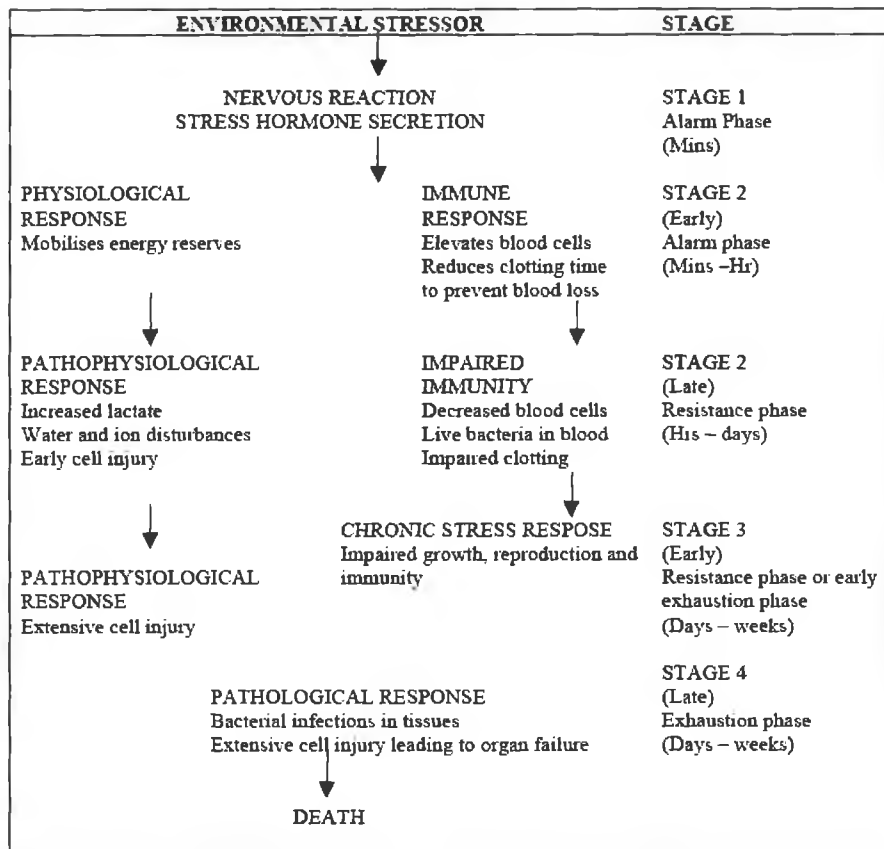 ENVIRONMENTAL STRESSOR STAGE
NERVOUS REACTION
STRESS HORMONE SECRETION
STAGE 1
Alarm Phase
(Mins)
PHYSIOLOGICAL
RESPONSE
Mobilises energy reserves
IMMUNE
RESPONSE
Elevates blood cells
Reduces clotting time
to prevent blood loss
STAGE 2
(Early)
Alarm phase
(Mins –Hr)
PATHOPHYSIOLOGICAL
RESPONSE
Increased lactate
Water and ion disturbances
Early cell injury
IMPAIRED
IMMUNITY
Decreased blood cells
Live bacteria in blood
Impaired clotting
STAGE 2
(Late)
Resistance phase
(Hrs – days)
CHRONIC STRESS RESPOSE
Impaired growth, reproduction and
immunity
STAGE 3
(Early)
Resistance phase or early
exhaustion phase
(Days – weeks)
PATHOPHYSIOLOGICAL
RESPONSE
Extensive cell injury
STAGE 4
(Late)
Exhaustion phase
(Days – weeks)
PATHOLOGICAL RESPONSE
Bacterial infections in tissues
Extensive cell injury leading to organ failure
DEATH